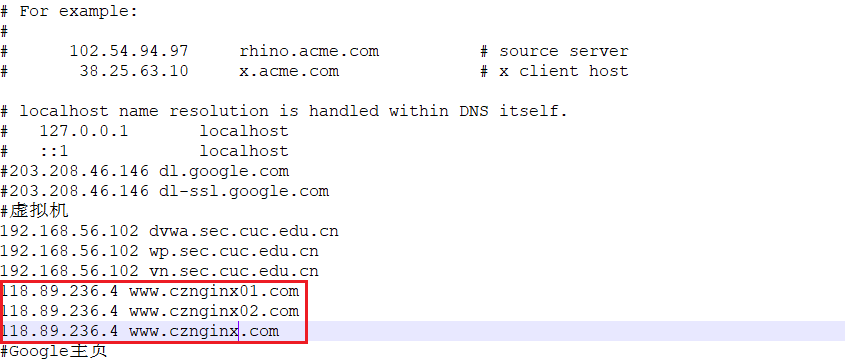 # For example:
#
#      102.54.94.97     rhino.acme.com          # source server
#       38.25.63.10     x.acme.com              # x client host
# localhost name resolution is handled within DNS itself.
#   127.0.0.1       localhost
#   ::1             localhost
#203.208.46.146 dl.google.com
#203.208.46.146 dl-ssl.google.com
#虚拟机
192.168.56.102 dvwa.sec.cuc.edu.cn
192.168.56.102 wp.sec.cuc.edu.cn
192.168.56.102 vn.sec.cuc.edu.cn
118.89.236.4 www.cznginx01.com
118.89.236.4 www.cznginx02.com
118.89.236.4 www.cznginx.com
#Google主页